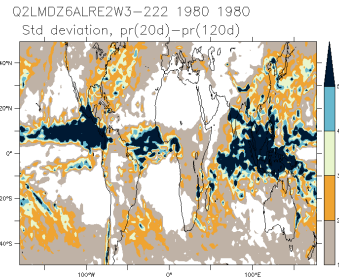 Q2LMDZ6ALRE2W3-222 1980 1980
Std deviation, pr(20d)-pr(120d)
40°N
20°N
0°
20°S
40°S
100°W
0°
100°E
5
4
3
2
1